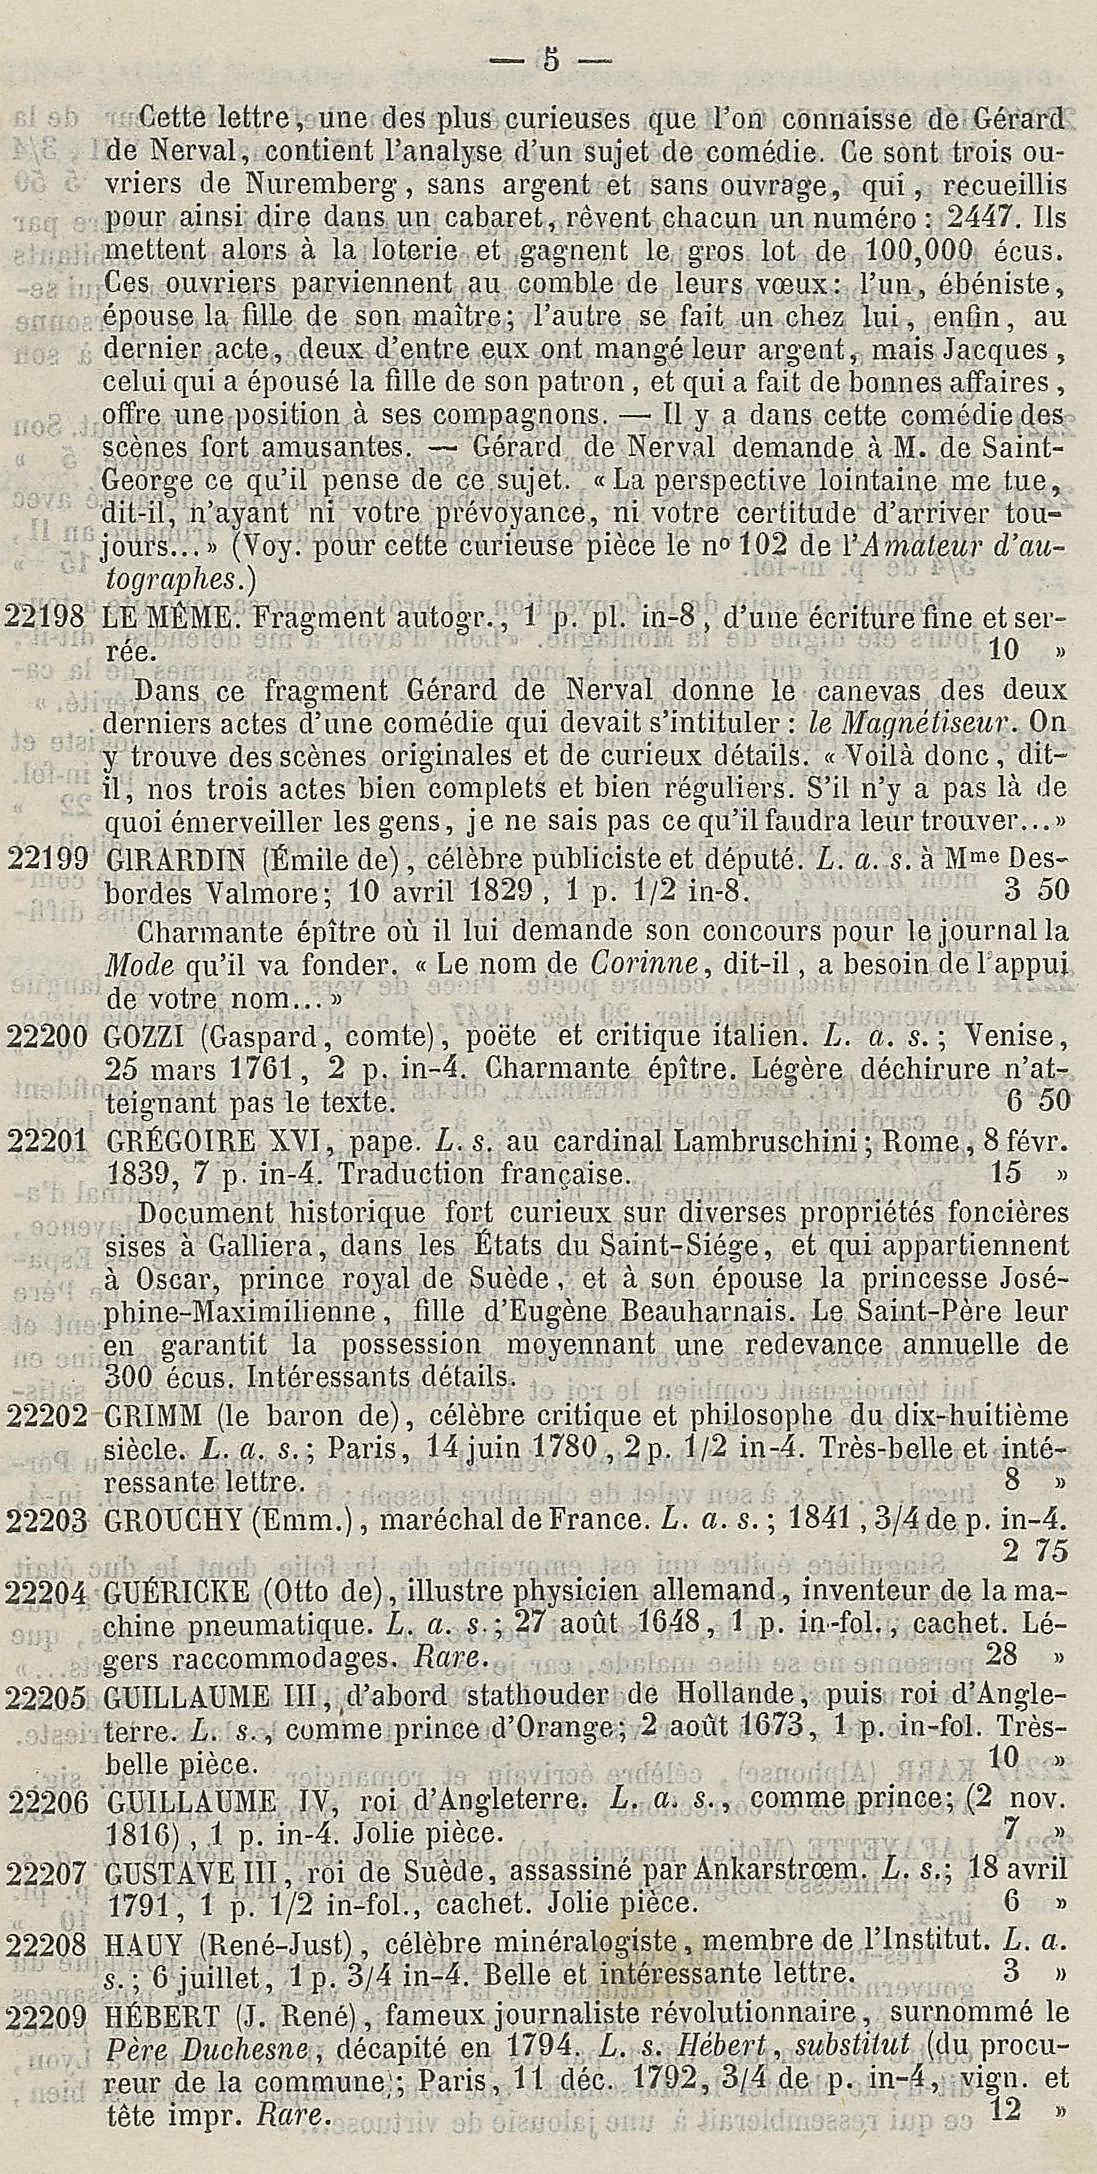 — 5 —
Cette lettre, une des plus curieuses que l'on connaisse de Gérard
de Nerval, contient l'analyse d'un sujet de comédie. Ce sont trois ou-
vriers de Nuremberg, sans argent et sans ouvrage, qui, recueillis
pour ainsi dire dans un cabaret, rêvent chacun un numéro : 2447. Ils
mettent alors à la loterie et gagnent le gros lot de 100,000 écus.
Ces ouvriers parviennent au comble de leurs vœux : l'un, ébéniste,
épouse la fille de son maître; l'autre se fait un chez lui, enfin, au
dernier acte, deux d'entre eux ont mangé leur argent, mais Jacques,
celui qui a épousé la fille de son patron, et qui a fait de bonnes affaires,
offre une position à ses compagnons. — Il y a dans cette comédie des
scènes fort amusantes. — Gérard de Nerval demande à M. de Saint-
George ce qu'il pense de ce sujet. « La perspective lointaine me tue,
dit-il, n'ayant ni votre prévoyance, ni votre certitude d'arriver tou-
jours... » (Voy. pour cette curieuse pièce le nº 102 de l'Amateur d'au-
tographes.)
22198 LE MÊME. Fragment autogr., 1 p. pl. in-8, d'une écriture fine et ser-
rée. 10 »
Dans ce fragment Gérard de Nerval donne le canevas des deux
derniers actes d'une comédie qui devait s'intituler : le Magnétiseur. On
y trouve des scènes originales et de curieux détails. « Voilà donc, dit-
il, nos trois actes bien complets et bien réguliers. S'il n'y a pas là de
quoi émerveiller les gens, je ne sais pas ce qu'il faudra leur trouver... »
22199 GIRARDIN (Émile de), célèbre publiciste et député. L. a. s. à Mme Des-
bordes Valmore; 10 avril 1829, 1 p. 1/2 in-8. 3 50
Charmante épître où il lui demande son concours pour le journal la
Mode qu'il va fonder. « Le nom de Corinne, dit-il, a besoin de l'appui
de votre nom... »
22200 GOZZI (Gaspard, comte), poëte et critique italien. L. a. s.; Venise,
25 mars 1761, 2 p. in-4. Charmante épître. Légère déchirure n'at-
teignant pas le texte. 6 50
22201 GRÉGOIRE XVI, pape. L. s. au cardinal Lambruschini; Rome, 8 févr.
1839, 7 p. in-4. Traduction française. 15 »
Document historique fort curieux sur diverses propriétés foncières
sises à Galliera, dans les États du Saint-Siége, et qui appartiennent
à Oscar, prince royal de Suède, et à son épouse la princesse José-
phine-Maximilienne, fille d'Eugène Beauharnais. Le Saint-Père leur
en garantit la possession moyennant une redevance annuelle de
300 écus. Intéressants détails.
22202 GRIMM (le baron de), célèbre critique et philosophe du dix-huitième
siècle. L. a. s.; Paris, 14 juin 1780, 2 p. 1/2 in-4. Très-belle et inté-
ressante lettre. 8 »
22203 GROUCHY (Emm.), maréchal de France. L. a. s.; 1841, 3/4 de p. in-4.
2 75
22204 GUÉRICKE (Otto de), illustre physicien allemand, inventeur de la ma-
chine pneumatique. L. a. s.; 27 août 1648, 1 p. in-fol., cachet. Lé-
gers raccommodages. Rare. 28 »
22205 GUILLAUME III, d'abord stathouder de Hollande, puis roi d'Angle-
terre. L. s., comme prince d'Orange; 2 août 1673, 1 p. in-fol. Très-
belle pièce. 10 »
22206 GUILLAUME IV, roi d'Angleterre. L. a. s., comme prince; (2 nov.
1816), 1 p. in-4. Jolie pièce. 7 »
22207 GUSTAVE III, roi de Suède, assassiné par Ankarstrœm. L. s.; 18 avril
1791, 1 p. 1/2 in-fol., cachet. Jolie pièce. 6 »
22208 HAUY (René-Just), célèbre minéralogiste, membre de l'Institut. L. a.
s.; 6 juillet, 1 p. 3/4 in-4. Belle et intéressante lettre. 3 »
22209 HÉBERT (J. René), fameux journaliste révolutionnaire, surnommé le
Père Duchesne, décapité en 1794. L. s. Hébert, substitut (du procu-
reur de la commune); Paris, 11 déc. 1792, 3/4 de p. in-4, vign. et
tête impr. Rare. 12 »